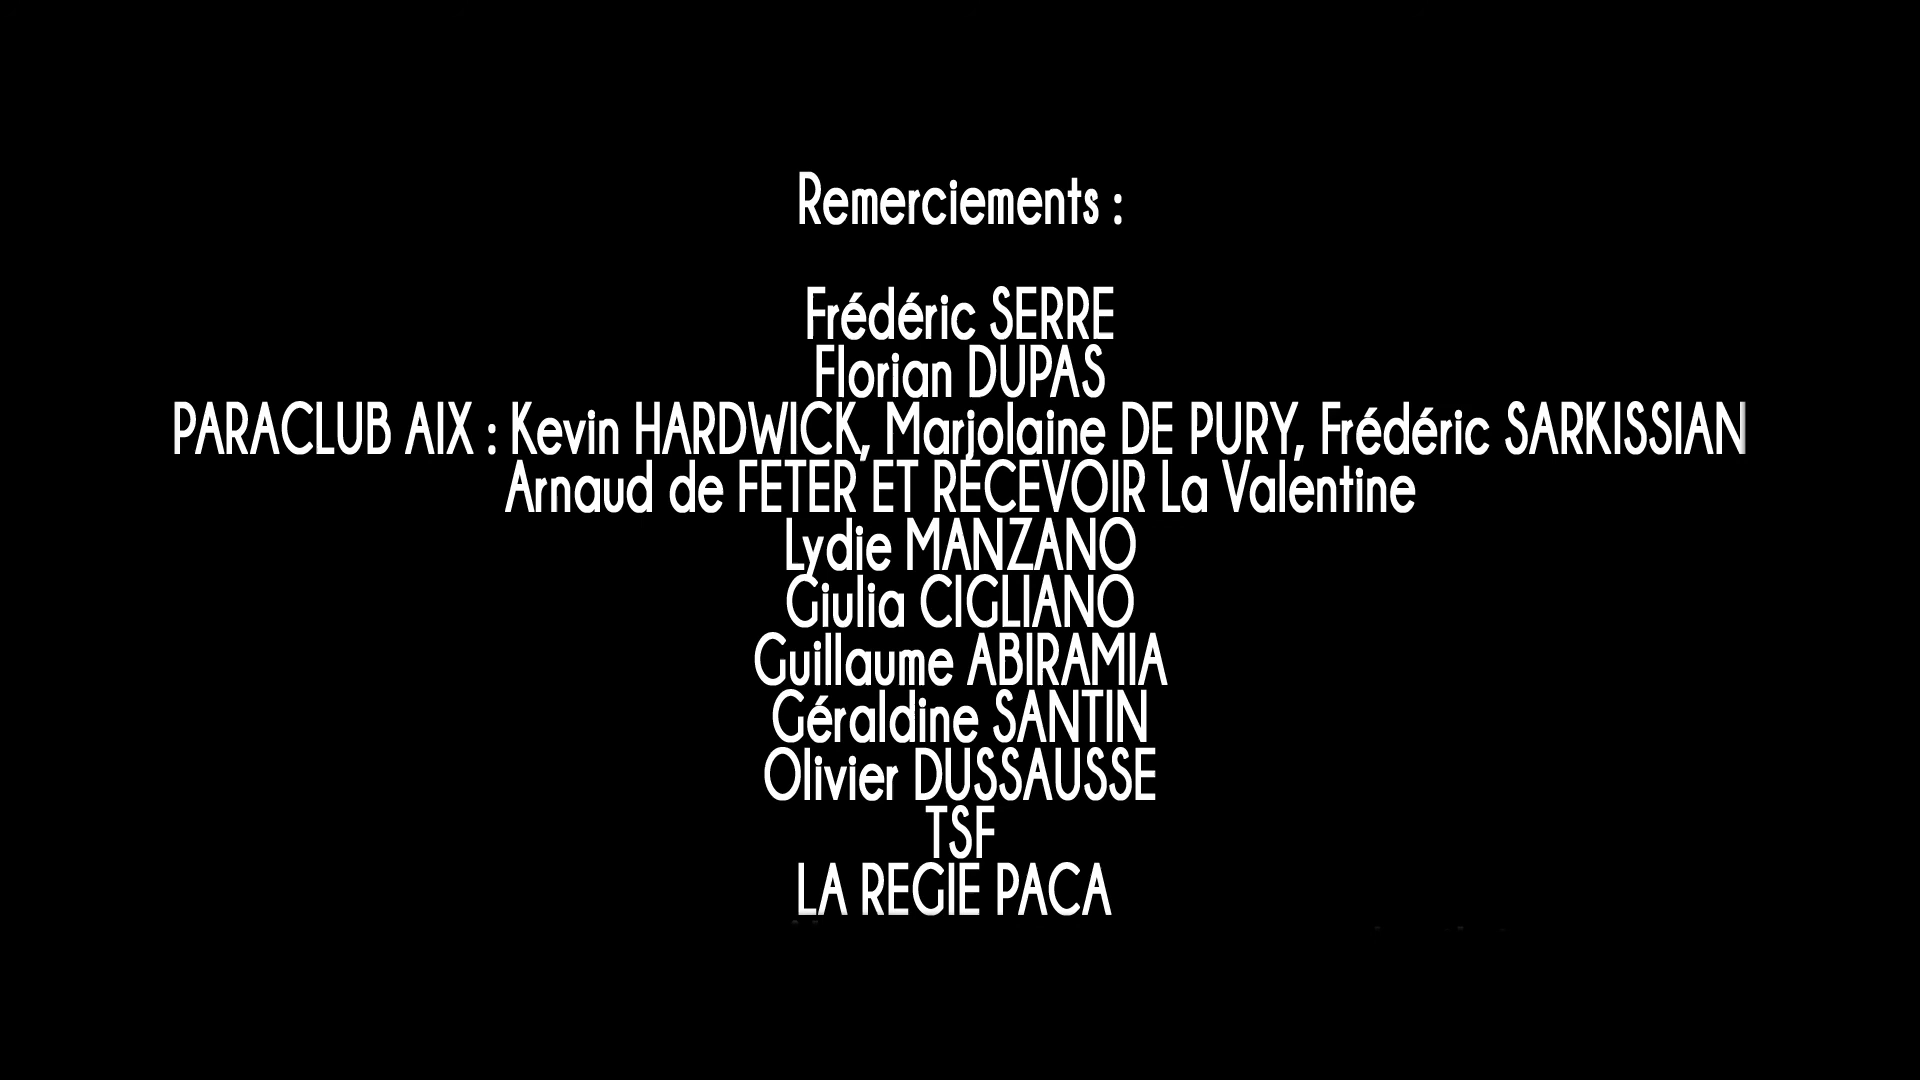 Remerciements :
Frédéric SERRE
Florian DUPAS
PARACLUB AIX : Kevin HARDWICK, Marjolaine DE PURY, Frédéric SARKISSIAN
Arnaud de FETER ET RECEVOIR La Valentine
Lydie MANZANO
Giulia CIGLIANO
Guillaume ABIRAMIA
Géraldine SANTIN
Olivier DUSSAUSSE
TSF
LA REGIE PACA